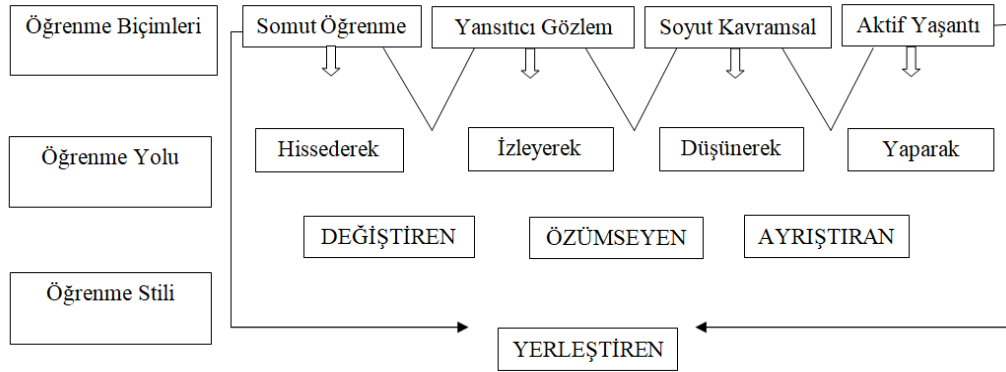 Öğrenme Biçimleri
Somut Öğrenme
Yansıtıcı Gözlem
Soyut Kavramsal
Aktif Yaşantı
Öğrenme Yolu
Hissederek
İzleyerek
Düşünerek
Yaparak
DEĞİŞTİREN
ÖZÜMSEYEN
AYRIŞTIRAN
Öğrenme Stili
YERLEŞTİREN